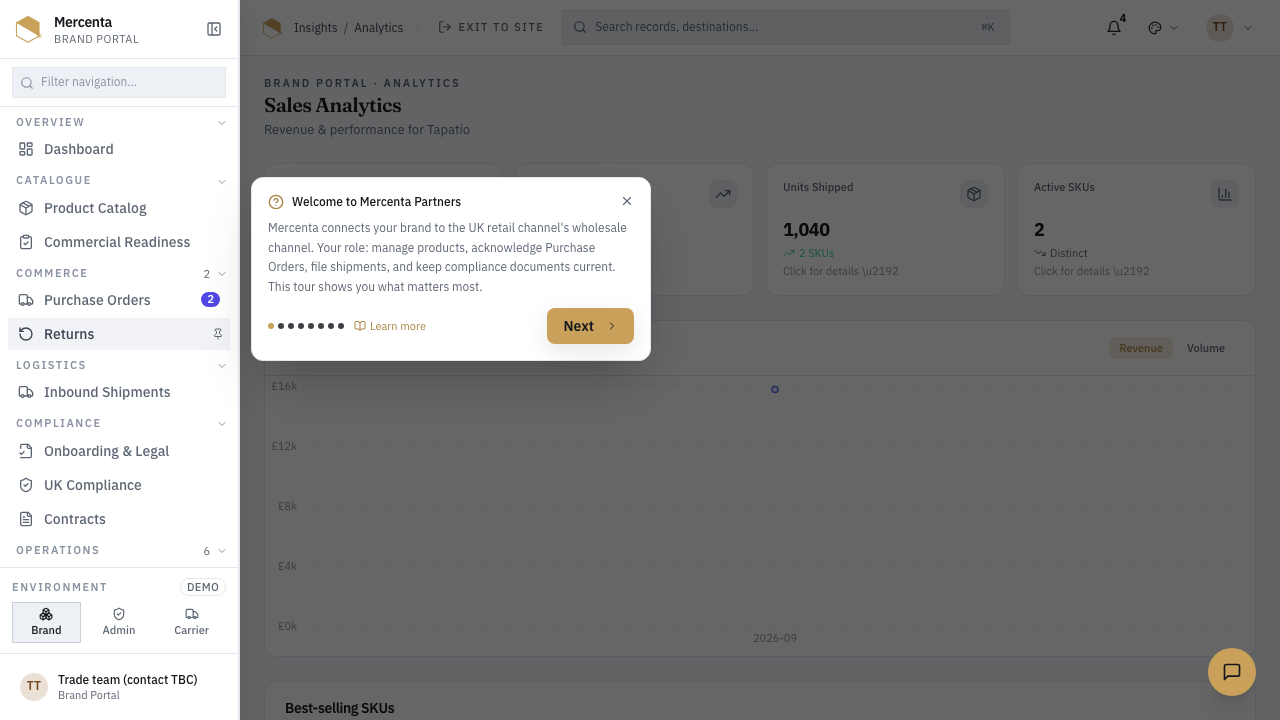 Mercenta
BRAND PORTAL
Filter navigation...
OVERVIEW
Dashboard
CATALOGUE
Product Catalog
Commercial Readiness
COMMERCE 2
Purchase Orders 2
Returns
LOGISTICS
Inbound Shipments
COMPLIANCE
Onboarding & Legal
UK Compliance
Contracts
OPERATIONS 6
ENVIRONMENT DEMO
Brand Admin Carrier
TT Trade team (contact TBC)
Brand Portal
Insights / Analytics EXIT TO SITE Search records, destinations... ⌘K 4 TT
BRAND PORTAL · ANALYTICS
Sales Analytics
Revenue & performance for Tapatío
Welcome to Mercenta Partners
Mercenta connects your brand to the UK retail channel's wholesale
channel. Your role: manage products, acknowledge Purchase
Orders, file shipments, and keep compliance documents current.
This tour shows you what matters most.
Learn more Next
Units Shipped
1,040
2 SKUs
Click for details \u2192
Active SKUs
2
Distinct
Click for details \u2192
Revenue Volume
£16k
£12k
£8k
£4k
£0k
2026-09
Best-selling SKUs